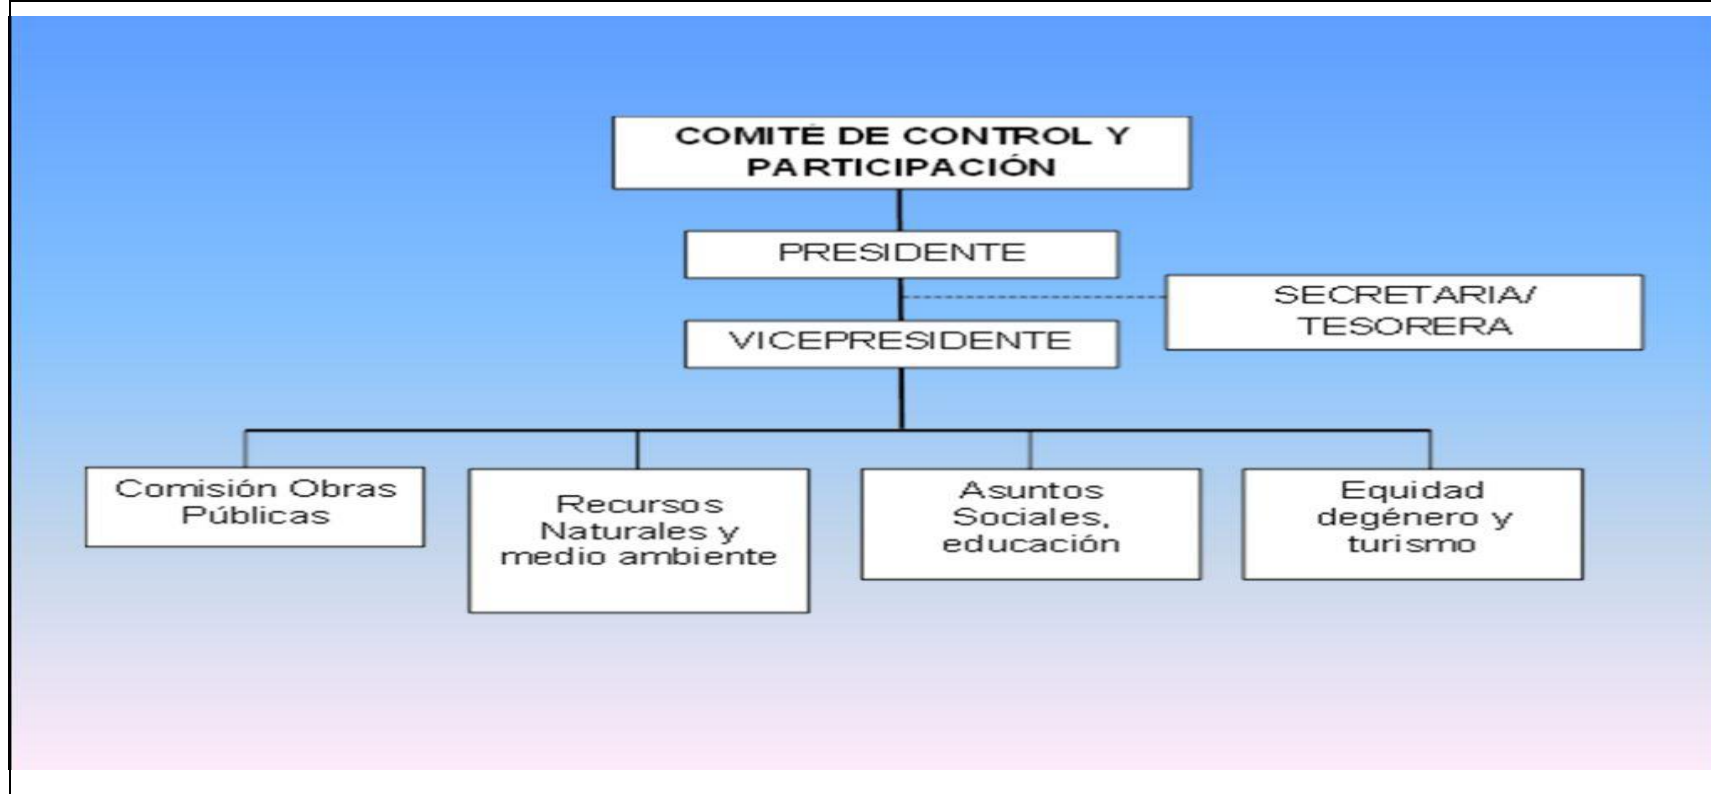 COMITÉ DE CONTROL Y
PARTICIPACIÓN
PRESIDENTE
SECRETARIA/
TESORERA
VICEPRESIDENTE
Comisión Obras
Públicas
Recursos
Naturales y
medio ambiente
Asuntos
Sociales,
educación
Equidad
degénero y
turismo